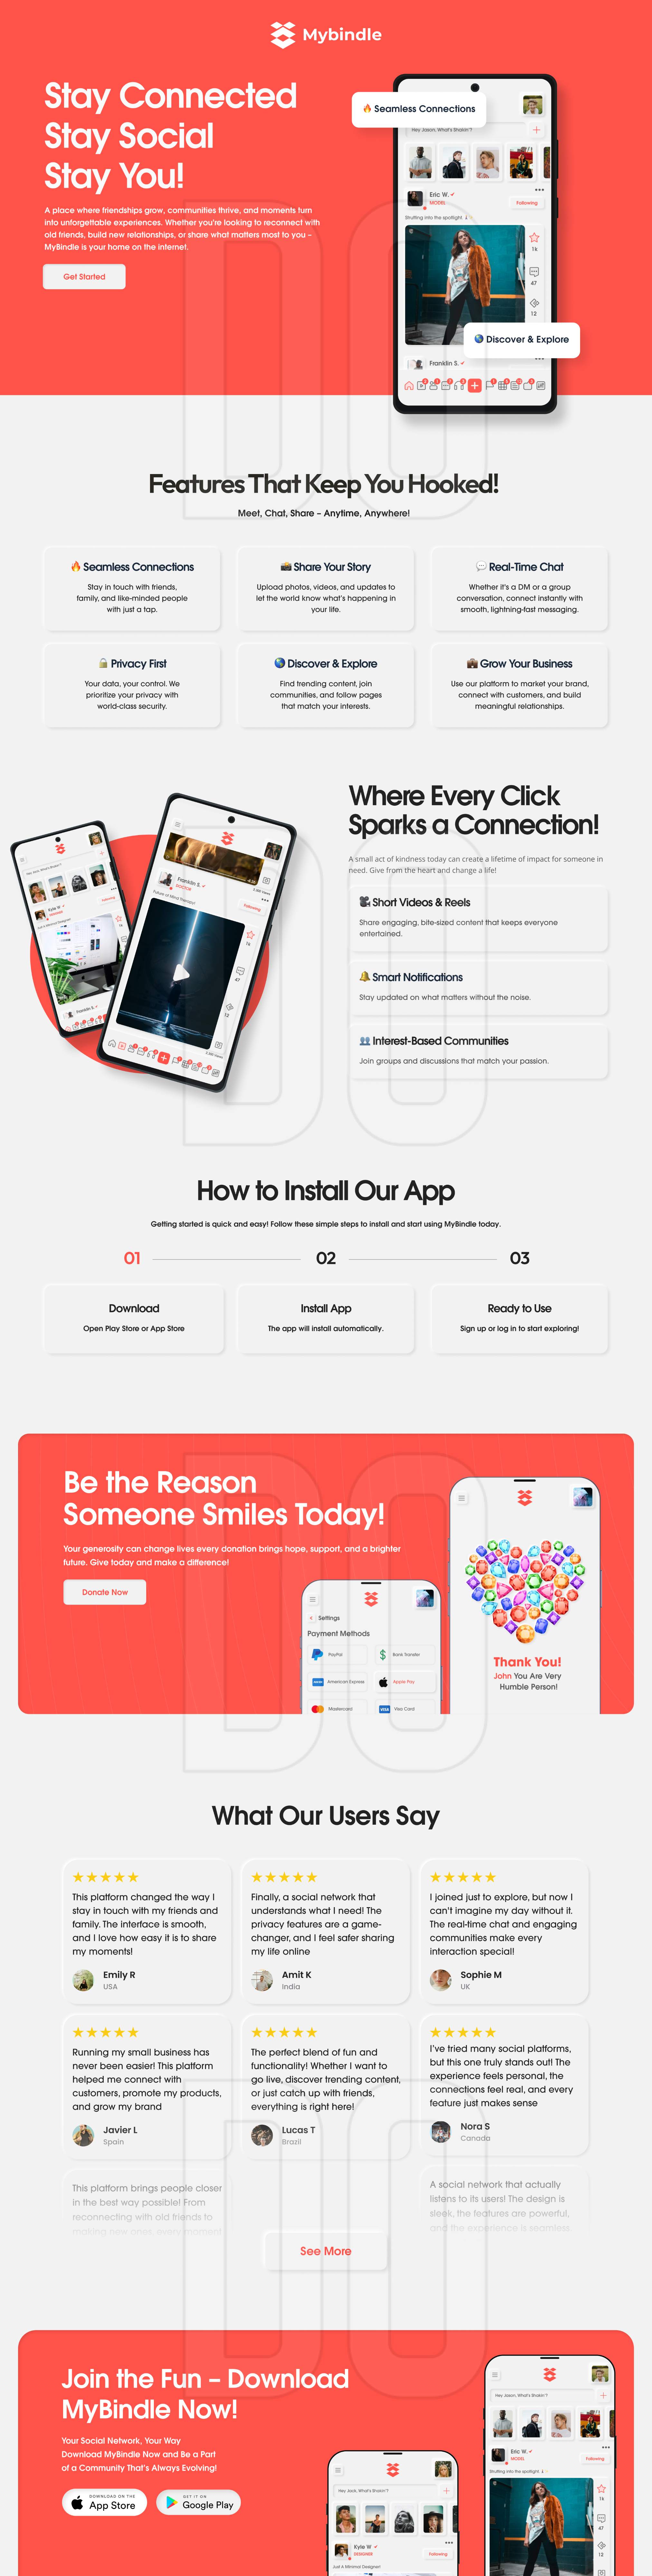 Mybindle
Stay Connected
Stay Social
Stay You!
A place where friendships grow, communities thrive, and moments turn
into unforgettable experiences. Whether you're looking to reconnect with
old friends, build new relationships, or share what matters most to you –
MyBindle is your home on the internet.
Get Started
Seamless Connections
Hey Jason, What's Shakin'?
Eric W.
MODEL
Following
Strutting into the spotlight.
1k
47
12
Discover & Explore
Franklin S.
Features That Keep You Hooked!
Meet, Chat, Share – Anytime, Anywhere!
Seamless Connections
Stay in touch with friends,
family, and like-minded people
with just a tap.
Share Your Story
Upload photos, videos, and updates to
let the world know what's happening in
your life.
Real-Time Chat
Whether it's a DM or a group
conversation, connect instantly with
smooth, lightning-fast messaging.
Privacy First
Your data, your control. We
prioritize your privacy with
world-class security.
Discover & Explore
Find trending content, join
communities, and follow pages
that match your interests.
Grow Your Business
Use our platform to market your brand,
connect with customers, and build
meaningful relationships.
Where Every Click
Sparks a Connection!
A small act of kindness today can create a lifetime of impact for someone in
need. Give from the heart and change a life!
Short Videos & Reels
Share engaging, bite-sized content that keeps everyone
entertained.
Smart Notifications
Stay updated on what matters without the noise.
Interest-Based Communities
Join groups and discussions that match your passion.
Kyle W.
Following
Franklin S.
Franklin S.
Following
How to Install Our App
Getting started is quick and easy! Follow these simple steps to install and start using MyBindle today.
01
02
03
Download
Open Play Store or App Store
Install App
The app will install automatically.
Ready to Use
Sign up or log in to start exploring!
Be the Reason
Someone Smiles Today!
Your generosity can change lives every donation brings hope, support, and a brighter
future. Give today and make a difference!
Donate Now
Settings
Payment Methods
PayPal
Bank Transfer
American Express
Apple Pay
Mastercard
Visa Card
Thank You!
John You Are Very
Humble Person!
What Our Users Say
This platform changed the way I
stay in touch with my friends and
family. The interface is smooth,
and I love how easy it is to share
my moments!
Emily R
USA
Finally, a social network that
understands what I need! The
privacy features are a game-
changer, and I feel safer sharing
my life online
Amit K
India
I joined just to explore, but now I
can't imagine my day without it.
The real-time chat and engaging
communities make every
interaction special!
Sophie M
UK
Running my small business has
never been easier! This platform
helped me connect with
customers, promote my products,
and grow my brand
Javier L
Spain
The perfect blend of fun and
functionality! Whether I want to
go live, discover trending content,
or just catch up with friends,
everything is right here!
Lucas T
Brazil
I've tried many social platforms,
but this one truly stands out! The
experience feels personal, the
connections feel real, and every
feature just makes sense
Nora S
Canada
This platform brings people closer
in the best way possible! From
reconnecting with old friends to
making new ones, every moment
A social network that actually
listens to its users! The design is
sleek, the features are powerful,
and the experience is seamless.
See More
Join the Fun – Download
MyBindle Now!
Your Social Network, Your Way
Download MyBindle Now and Be a Part
of a Community That's Always Evolving!
DOWNLOAD ON THE
App Store
GET IT ON
Google Play
Hey, Jack, What's Shakin'?
Kyle W
DESIGNER
Following
Just A Minimal Designer!
Hey Jason, What's Shakin'?
Eric W.
MODEL
Following
Strutting into the spotlight.
1k
47
12
DO
DO
DO
DO